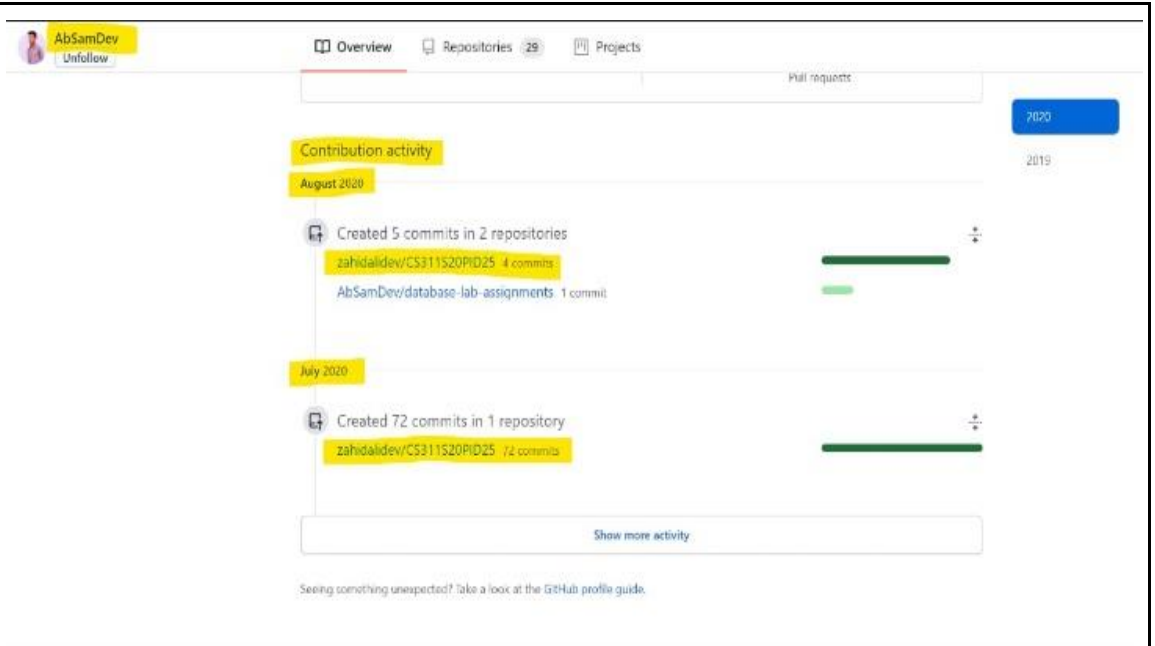 AbSamDev
Unfollow
Overview Repositories 29 Projects
Pull requests
2020
2019
Contribution activity
August 2020
Created 5 commits in 2 repositories
zahidalidev/CS311S20PID25 4 commits
AbSamDev/database-lab-assignments 1 commit
July 2020
Created 72 commits in 1 repository
zahidalidev/CS311S20PID25 72 commits
Show more activity
Seeing something unexpected? Take a look at the GitHub profile guide.